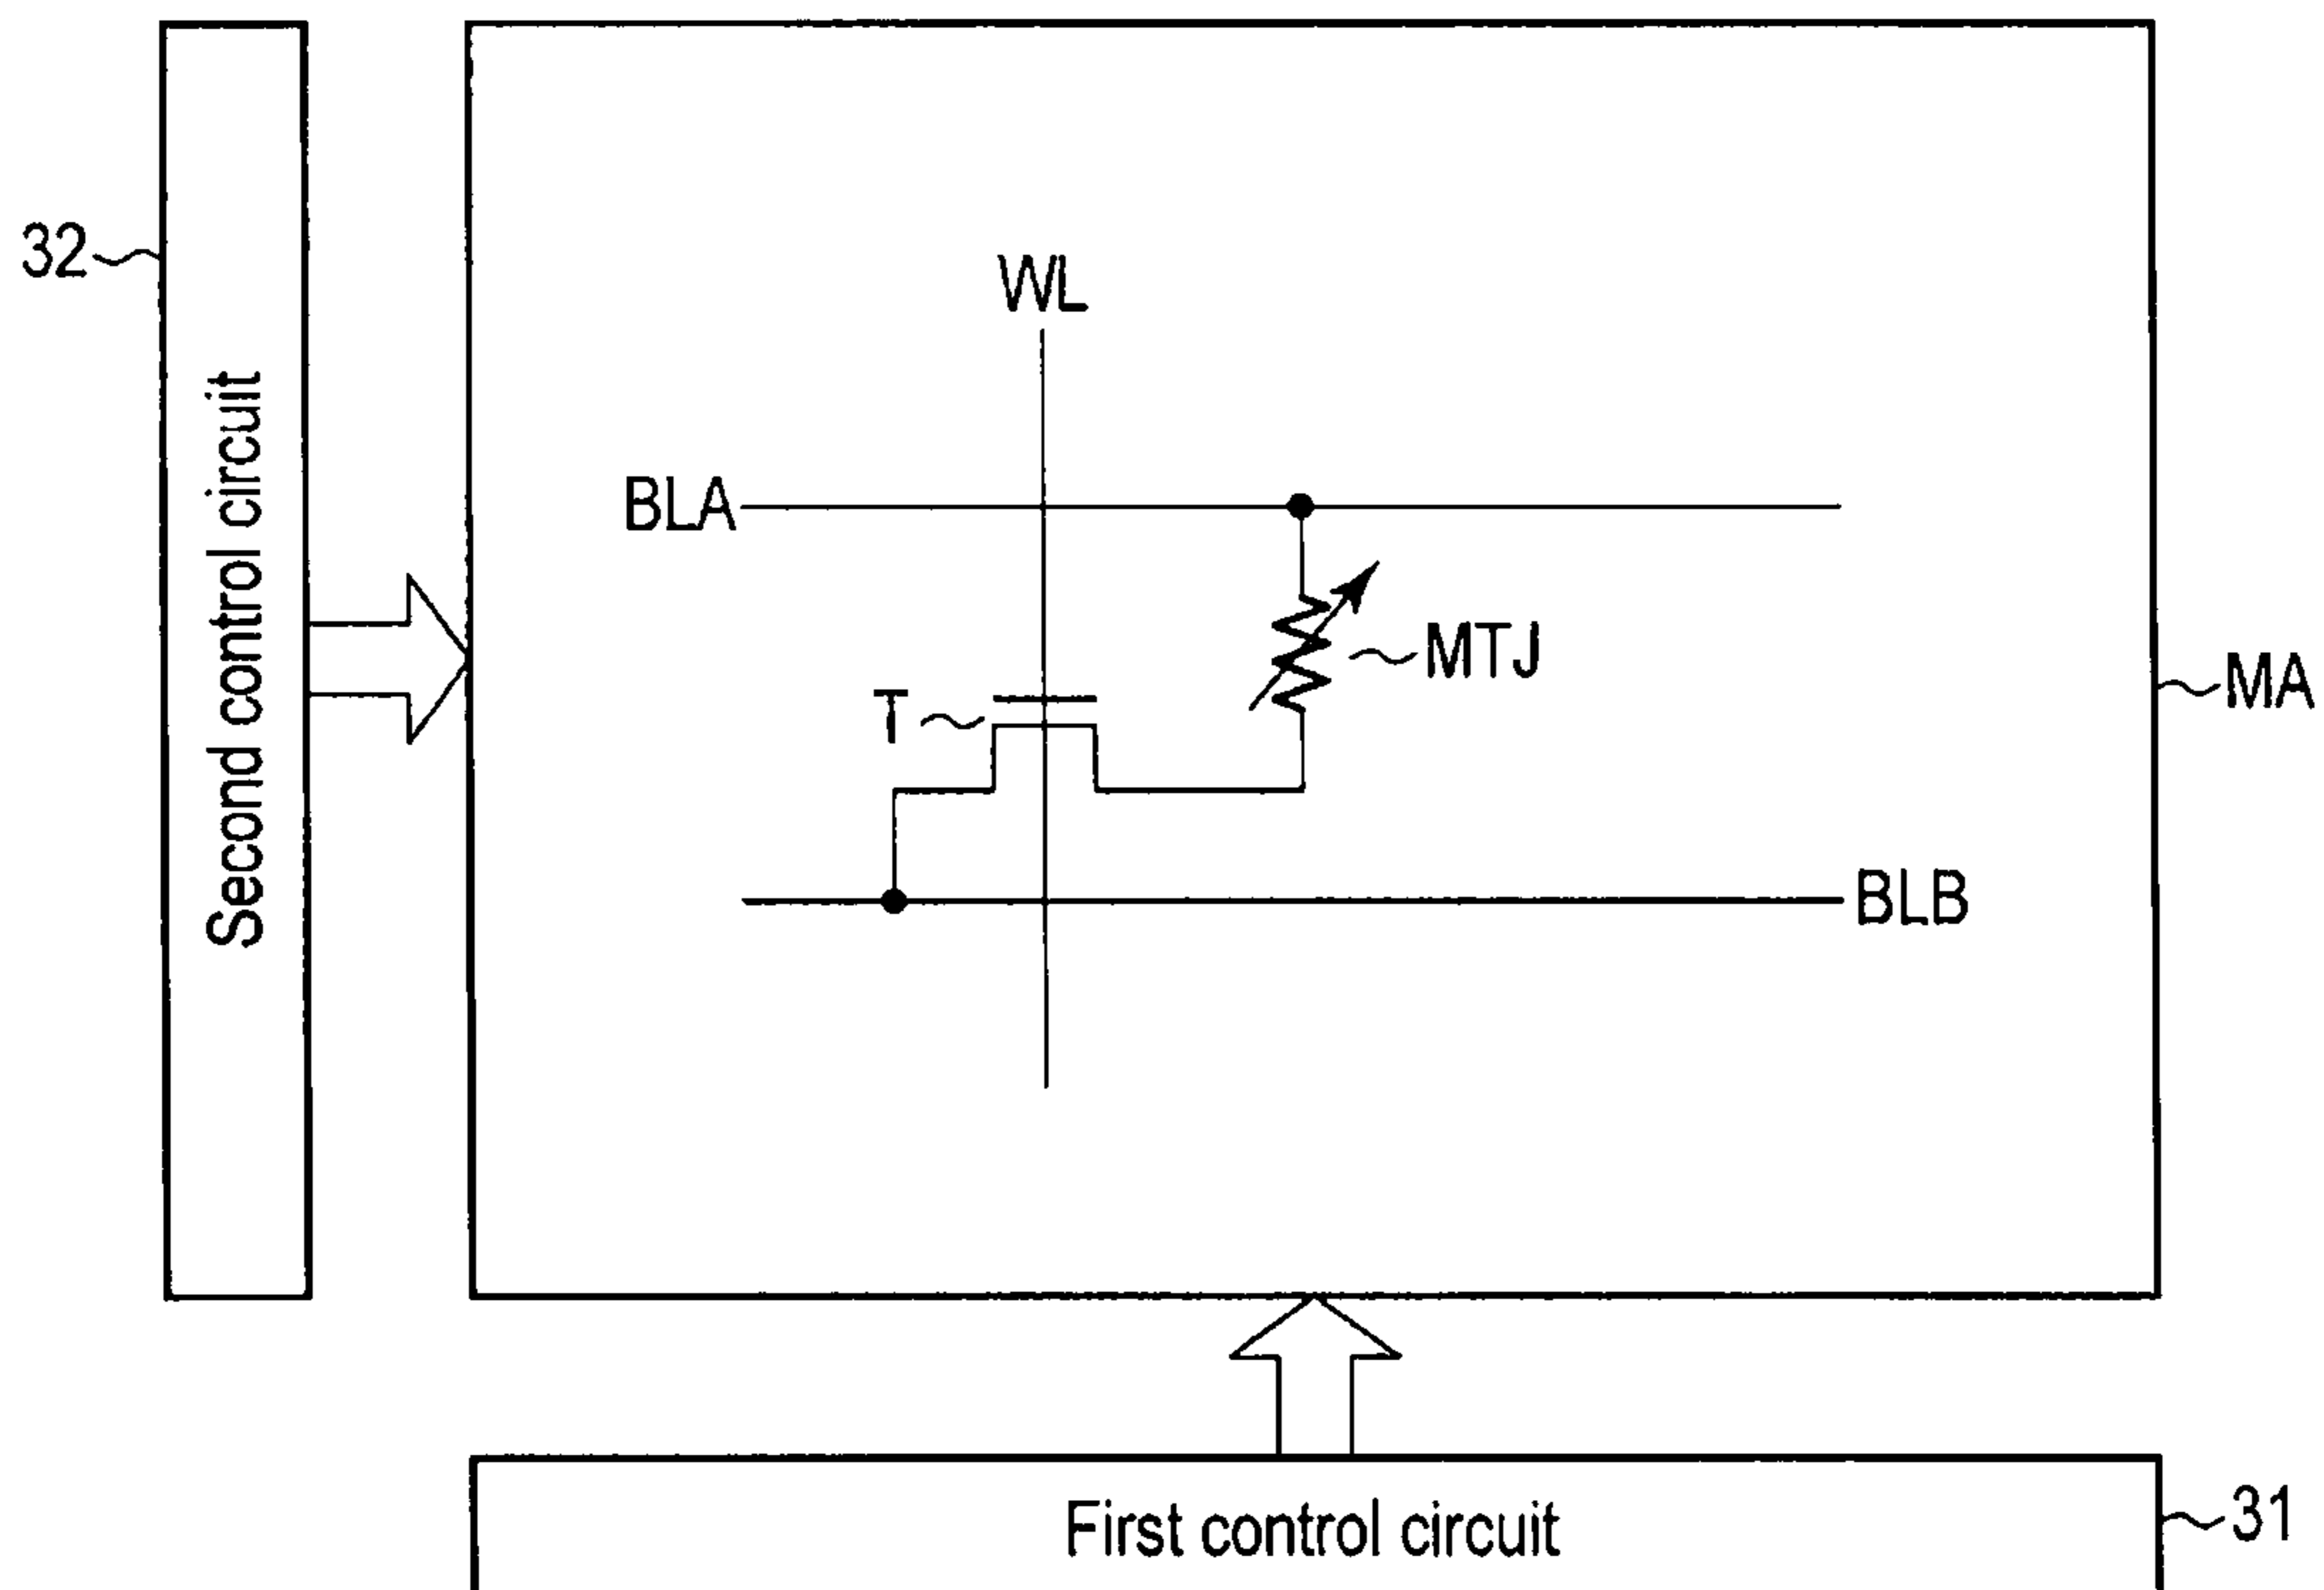 32
Second control circuit
WL
BLA
MTJ
T
MA
BLB
First control circuit
31